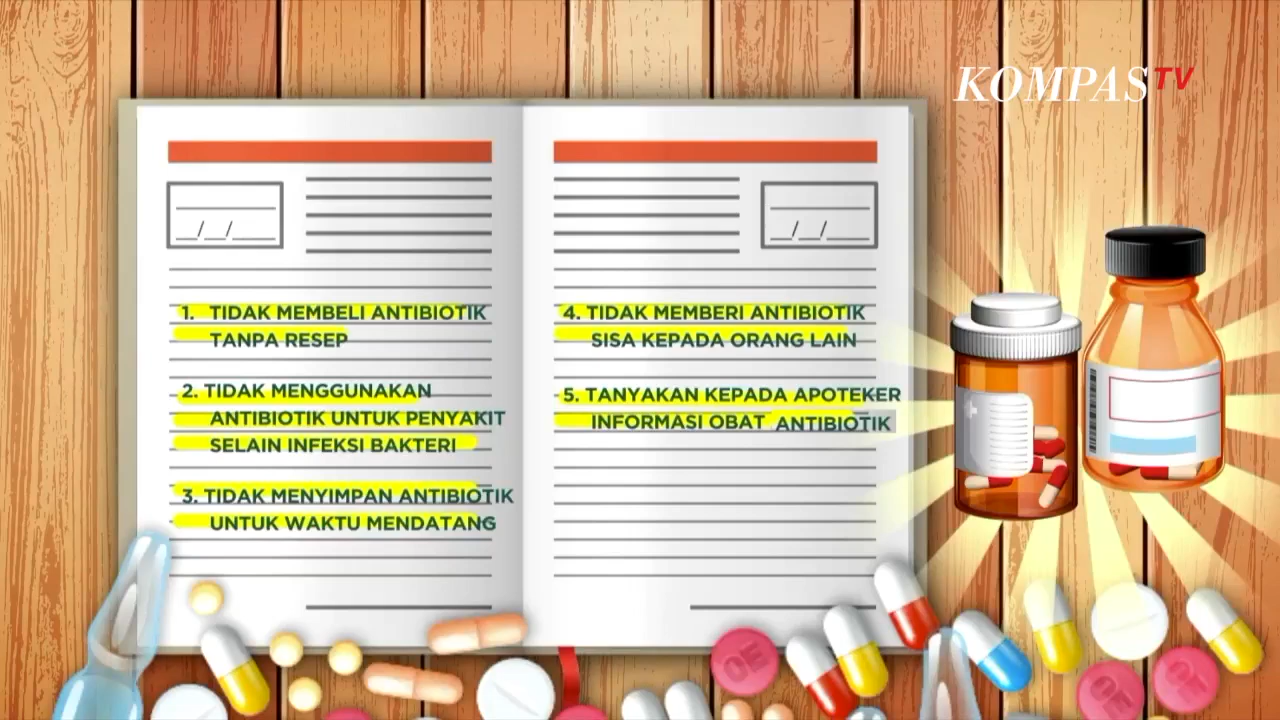 KOMPAS TV
1. TIDAK MEMBELI ANTIBIOTIK
TANPA RESEP
2. TIDAK MENGGUNAKAN
ANTIBIOTIK UNTUK PENYAKIT
SELAIN INFEKSI BAKTERI
3. TIDAK MENYIMPAN ANTIBIOTIK
UNTUK WAKTU MENDATANG
4. TIDAK MEMBERI ANTIBIOTIK
SISA KEPADA ORANG LAIN
5. TANYAKAN KEPADA APOTEKER
INFORMASI OBAT ANTIBIOTIK